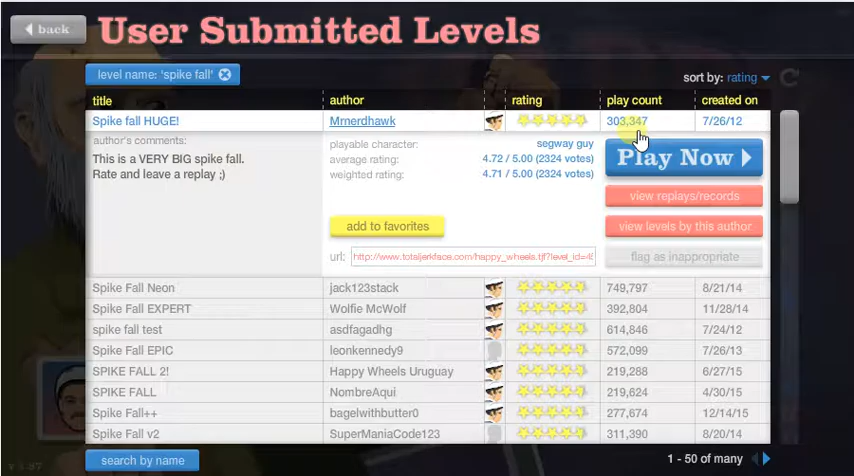 back
User Submitted Levels
level name: 'spike fall'
sort by: rating
title author rating play count created on
Spike fall HUGE! Mrnerdhawk 303,347 7/26/12
author's comments:
This is a VERY BIG spike fall.
Rate and leave a replay ;)
playable character: segway guy
average rating: 4.72 / 5.00 (2324 votes)
weighted rating: 4.71 / 5.00 (2324 votes)
add to favorites
url: http://www.totaljerkface.com/happy_wheels.tjf?level_id=48
Play Now
view replays/records
view levels by this author
flag as inappropriate
Spike Fall Neon jack123stack 749,797 8/21/14
Spike Fall EXPERT Wolfie McWolf 392,804 11/28/14
spike fall test asdfagadhg 614,846 7/24/12
Spike Fall EPIC leonkennedy9 572,099 7/26/13
SPIKE FALL 2! Happy Wheels Uruguay 219,288 6/27/15
SPIKE FALL NombreAqui 219,624 4/30/15
Spike Fall++ bagelwithbutter0 277,674 12/14/15
Spike Fall v2 SuperManiaCode123 311,390 8/20/14
search by name
1 - 50 of many